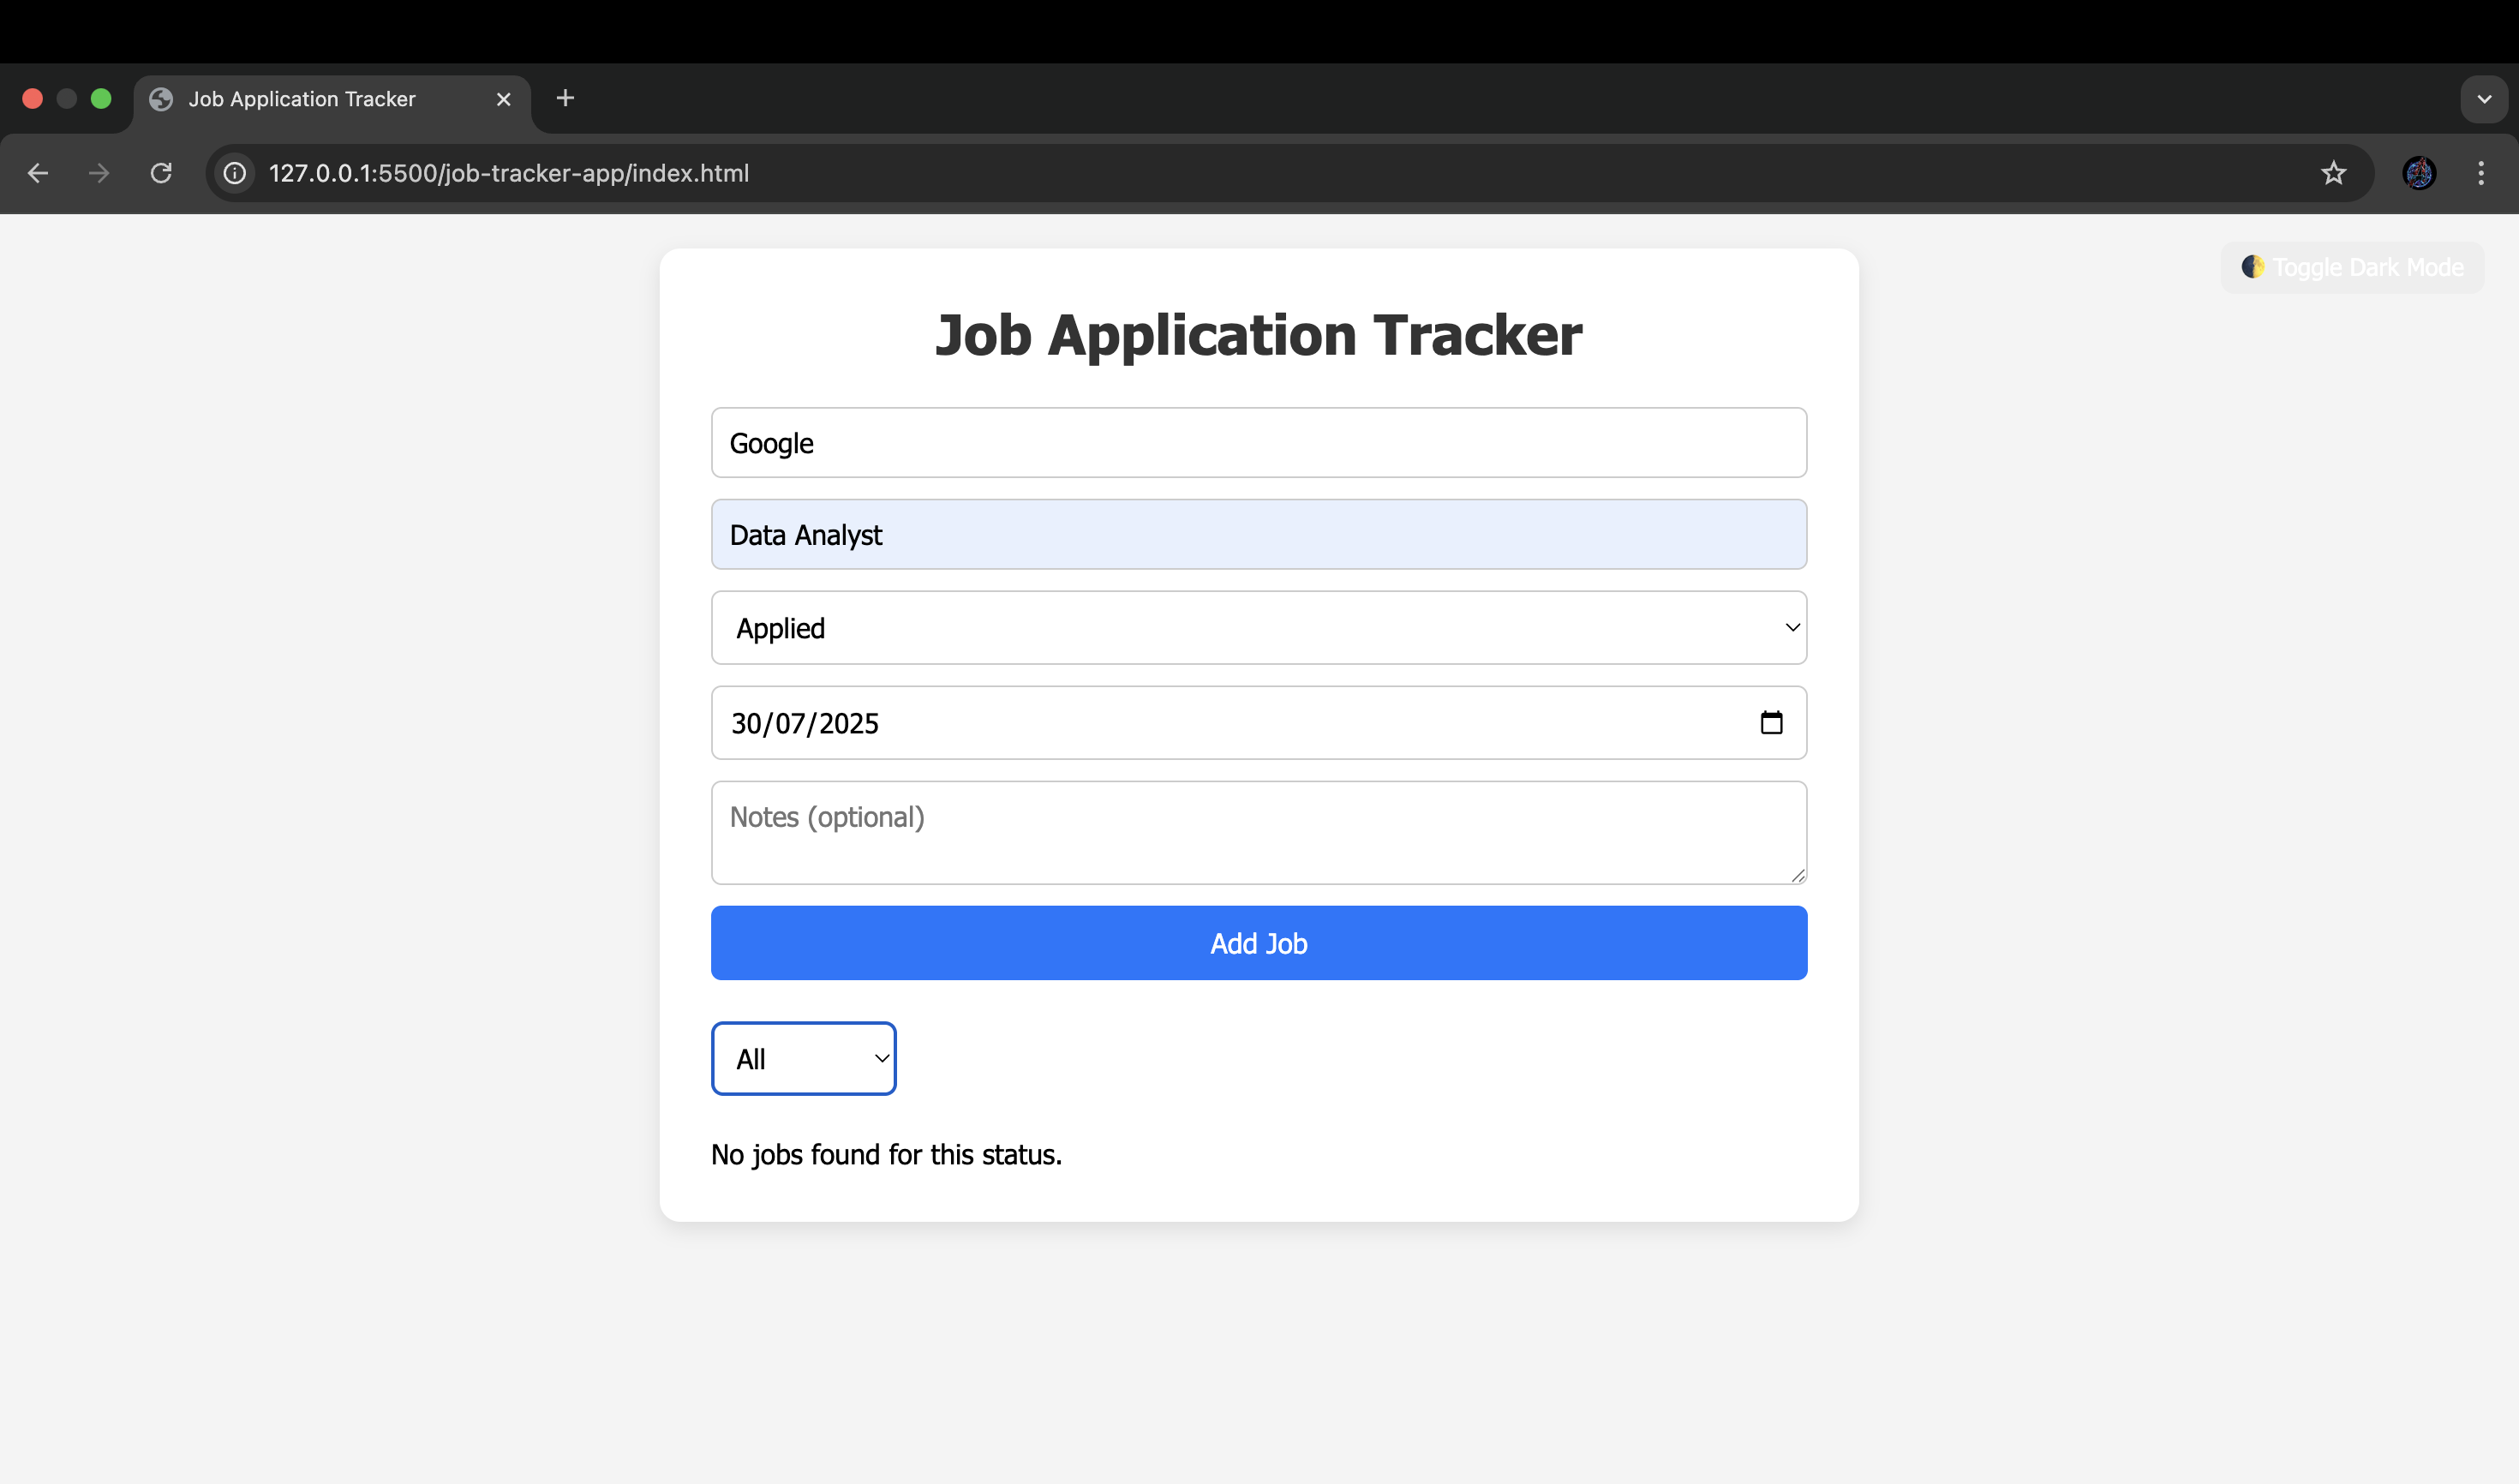 Job Application Tracker
127.0.0.1:5500/job-tracker-app/index.html
Toggle Dark Mode
Job Application Tracker
Google
Data Analyst
Applied
30/07/2025
Notes (optional)
Add Job
All
No jobs found for this status.